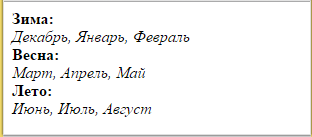 Зима:
Декабрь, Январь, Февраль
Весна:
Март, Апрель, Май
Лето:
Июнь, Июль, Август